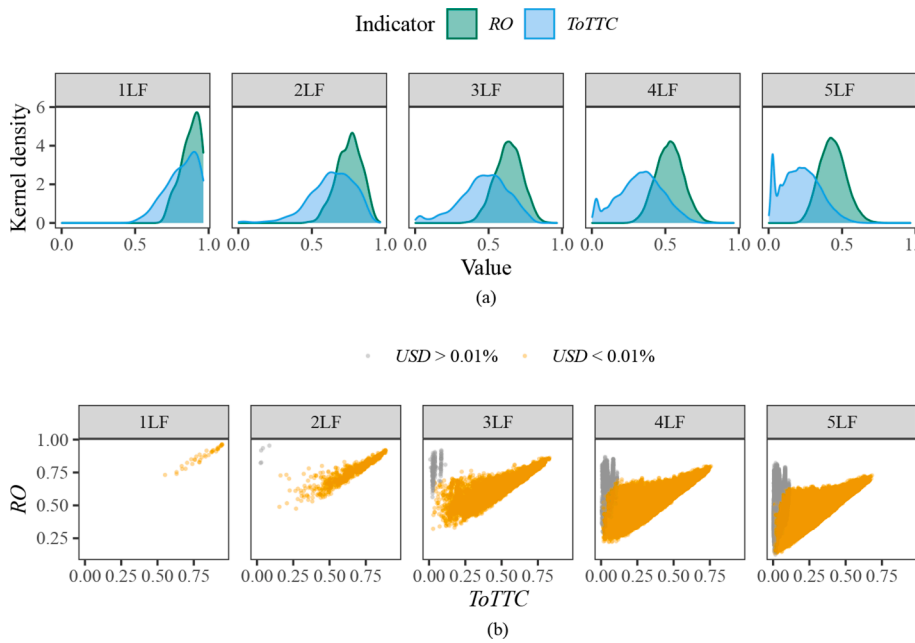 Indicator RO ToTTC
1LF 2LF 3LF 4LF 5LF
Kernel density
6
4
2
0
0.0 0.5 1.0 0.0 0.5 1.0 0.0 0.5 1.0 0.0 0.5 1.0 0.0 0.5 1.0
Value
(a)
USD > 0.01% USD < 0.01%
1LF 2LF 3LF 4LF 5LF
RO
1.00
0.75
0.50
0.25
0.00 0.25 0.50 0.75 0.00 0.25 0.50 0.75 0.00 0.25 0.50 0.75 0.00 0.25 0.50 0.75 0.00 0.25 0.50 0.75
ToTTC
(b)